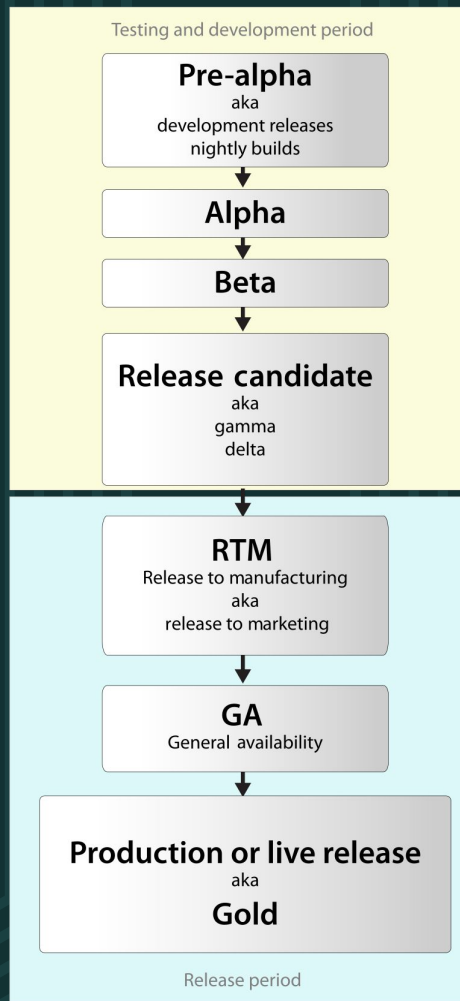 Testing and development period
Pre-alpha
aka
development releases
nightly builds
Alpha
Beta
Release candidate
aka
gamma
delta
RTM
Release to manufacturing
aka
release to marketing
GA
General availability
Production or live release
aka
Gold
Release period